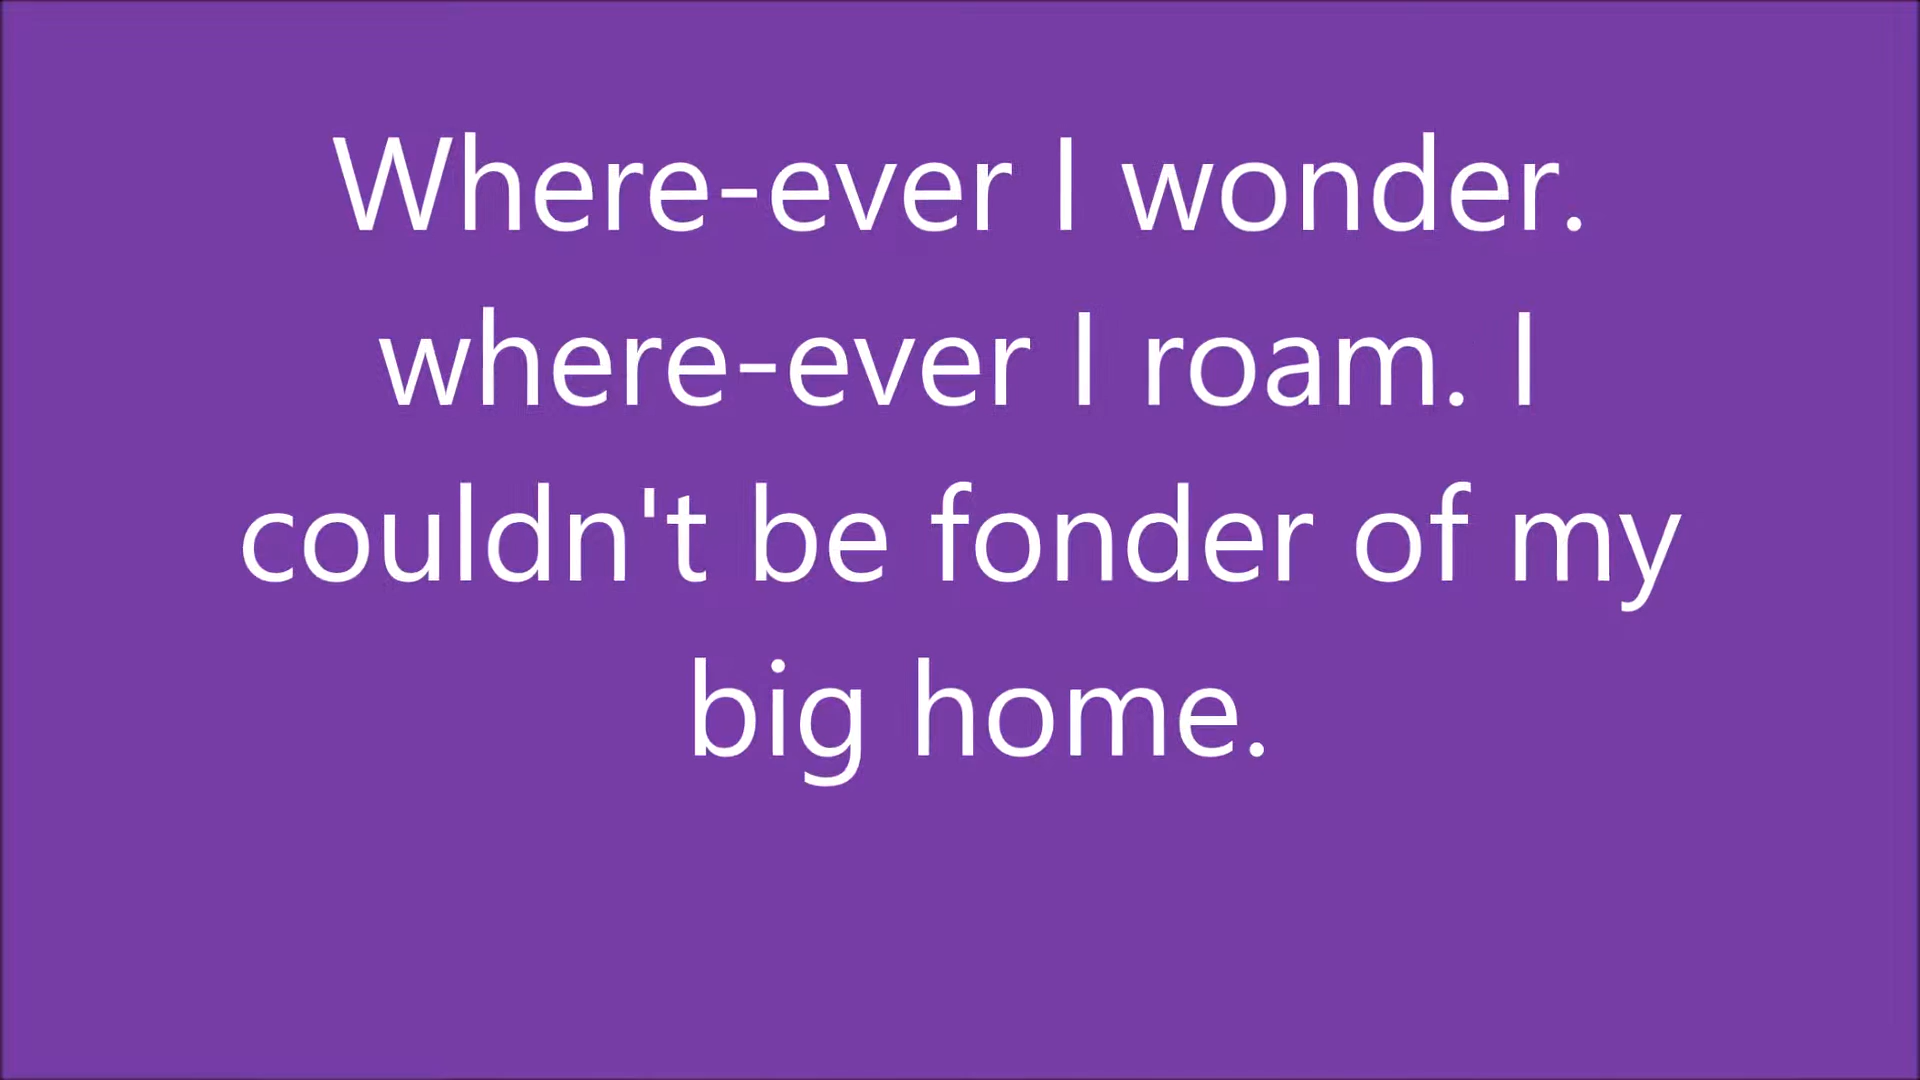 Where-ever I wonder.
where-ever I roam. I
couldn't be fonder of my
big home.